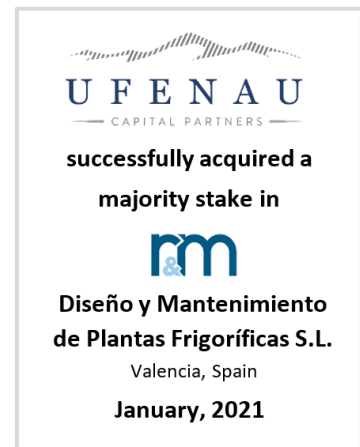 UFENAU
CAPITAL PARTNERS
successfully acquired a
majority stake in
r&m
Diseño y Mantenimiento
de Plantas Frigoríficas S.L.
Valencia, Spain
January, 2021